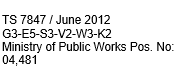 TS 7847 / June 2012
G3-E5-S3-V2-W3-K2
Ministry of Public Works Pos. No:
04,481